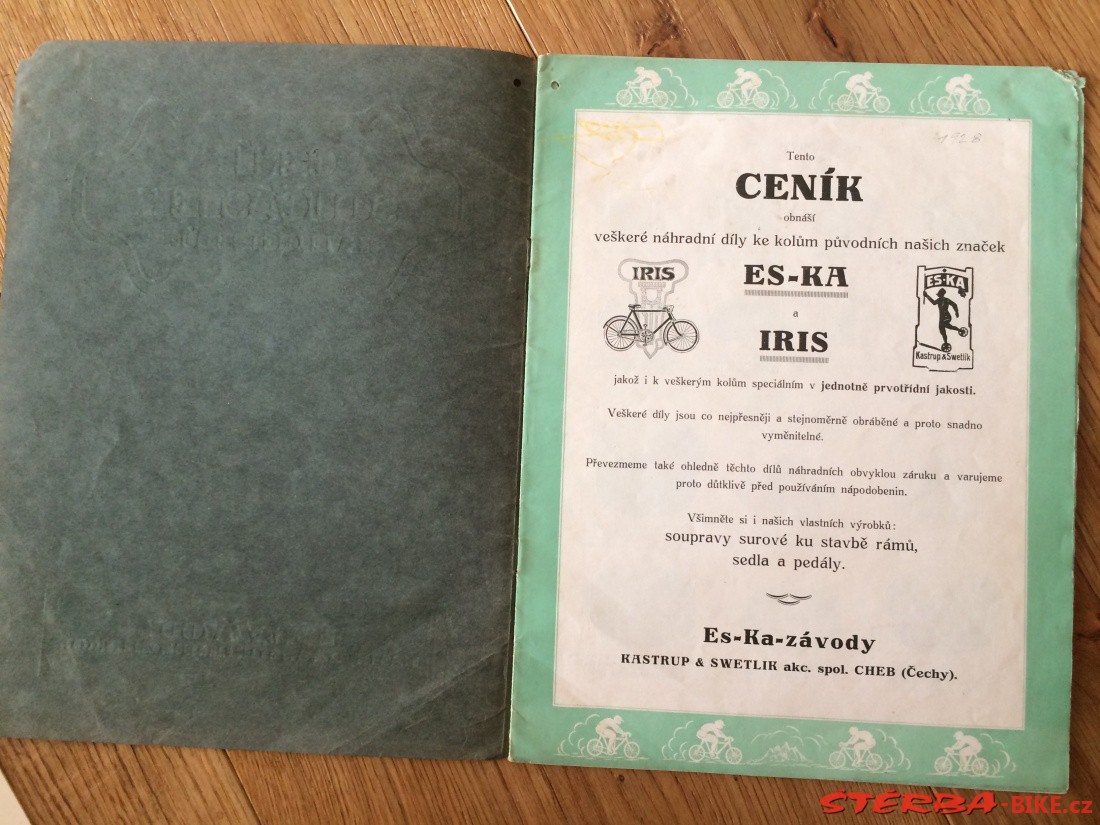 1928
Tento
CENÍK
obnáší
veškeré náhradní díly ke kolům původních našich značek
IRIS
ES-KA
a
IRIS
ES-KA
Kastrup & Swetlik
jakož i k veškerým kolům speciálním v jednotně prvotřídní jakosti.
Veškeré díly jsou co nejpřesněji a stejnoměrně obráběné a proto snadno
vyměnitelné.
Převezmeme také ohledně těchto dílů náhradních obvyklou záruku a varujeme
proto důtklivě před používáním nápodobenin.
Všimněte si i našich vlastních výrobků:
soupravy surové ku stavbě rámů,
sedla a pedály.
Es-Ka-závody
KASTRUP & SWETLIK akc. spol. CHEB (Čechy).
ŠTĚRBA-BIKE.cz